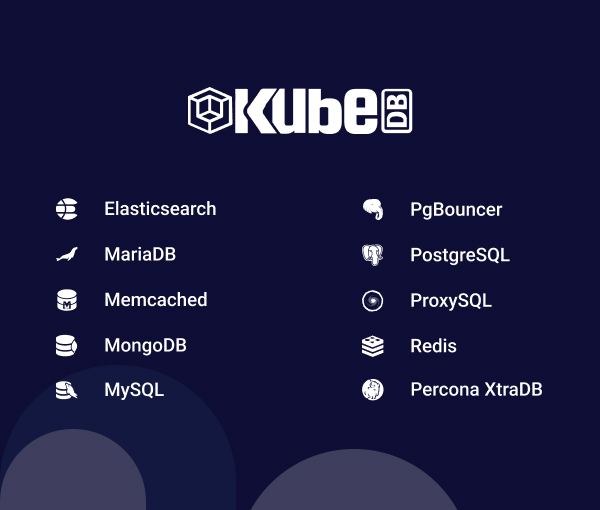 KubeDB
Elasticsearch
MariaDB
Memcached
MongoDB
MySQL
PgBouncer
PostgreSQL
ProxySQL
Redis
Percona XtraDB